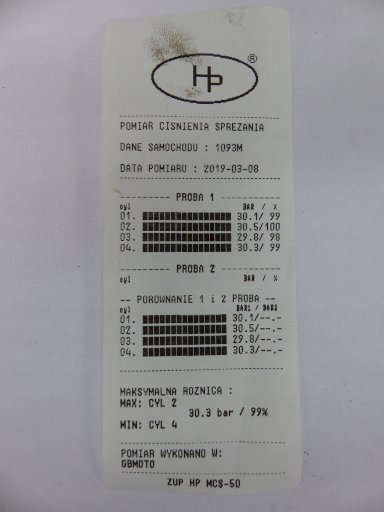 HP ®
POMIAR CISNIENIA SPREZANIA
DANE SAMOCHODU : 1093M
DATA POMIARU : 2019-03-08
---------- PROBA 1 ----------
cyl BAR / %
01. 30.1/ 99
02. 30.5/100
03. 29.8/ 98
04. 30.3/ 99
---------- PROBA 2 ----------
cyl BAR / %
-- POROWNANIE 1 i 2 PROBA --
cyl BAR1 / BAR2
01. 30.1/--.-
02. 30.5/--.-
03. 29.8/--.-
04. 30.3/--.-
MAKSYMALNA ROZNICA :
MAX: CYL 2
30.3 bar / 99%
MIN: CYL 4
POMIAR WYKONANO W:
GBMOTO
ZUP HP MCS-50